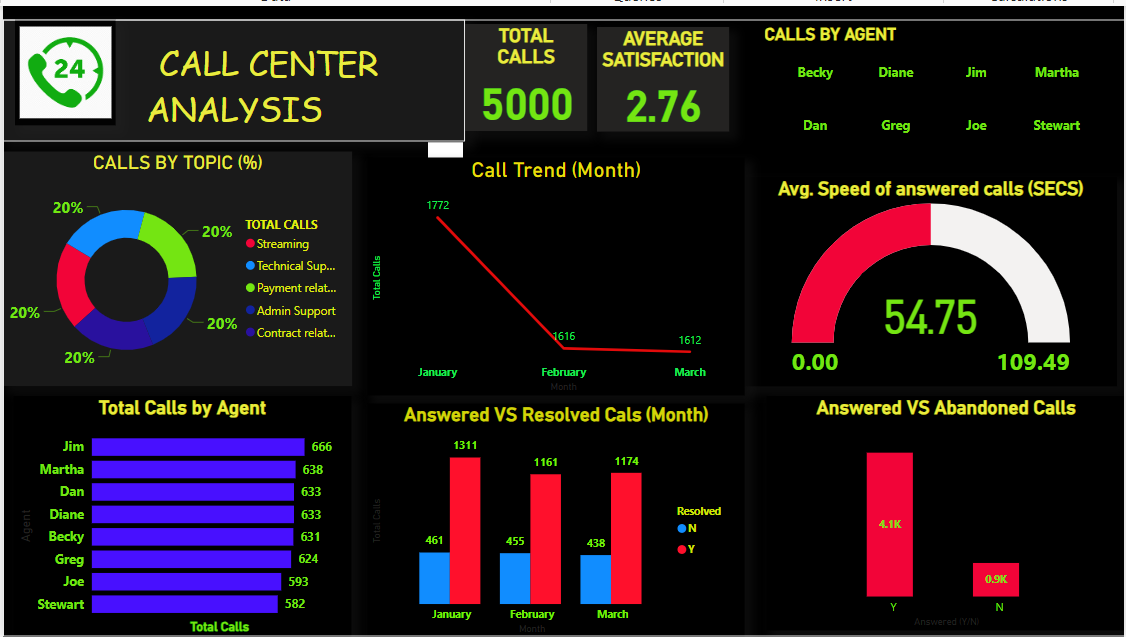 24
CALL CENTER
ANALYSIS
TOTAL
CALLS
5000
AVERAGE
SATISFACTION
2.76
CALLS BY AGENT
Becky Diane Jim Martha
Dan Greg Joe Stewart
CALLS BY TOPIC (%)
20%
20%
20%
20%
20%
TOTAL CALLS
Streaming
Technical Sup...
Payment relat...
Admin Support
Contract relat...
Call Trend (Month)
Total Calls
1772
1616
1612
January February March
Month
Avg. Speed of answered calls (SECS)
54.75
0.00 109.49
Total Calls by Agent
Agent
Jim 666
Martha 638
Dan 633
Diane 633
Becky 631
Greg 624
Joe 593
Stewart 582
Total Calls
Answered VS Resolved Cals (Month)
Total Calls
1311
1161
1174
461
455
438
January February March
Month
Resolved
N
Y
Answered VS Abandoned Calls
4.1K
0.9K
Y N
Answered (Y/N)